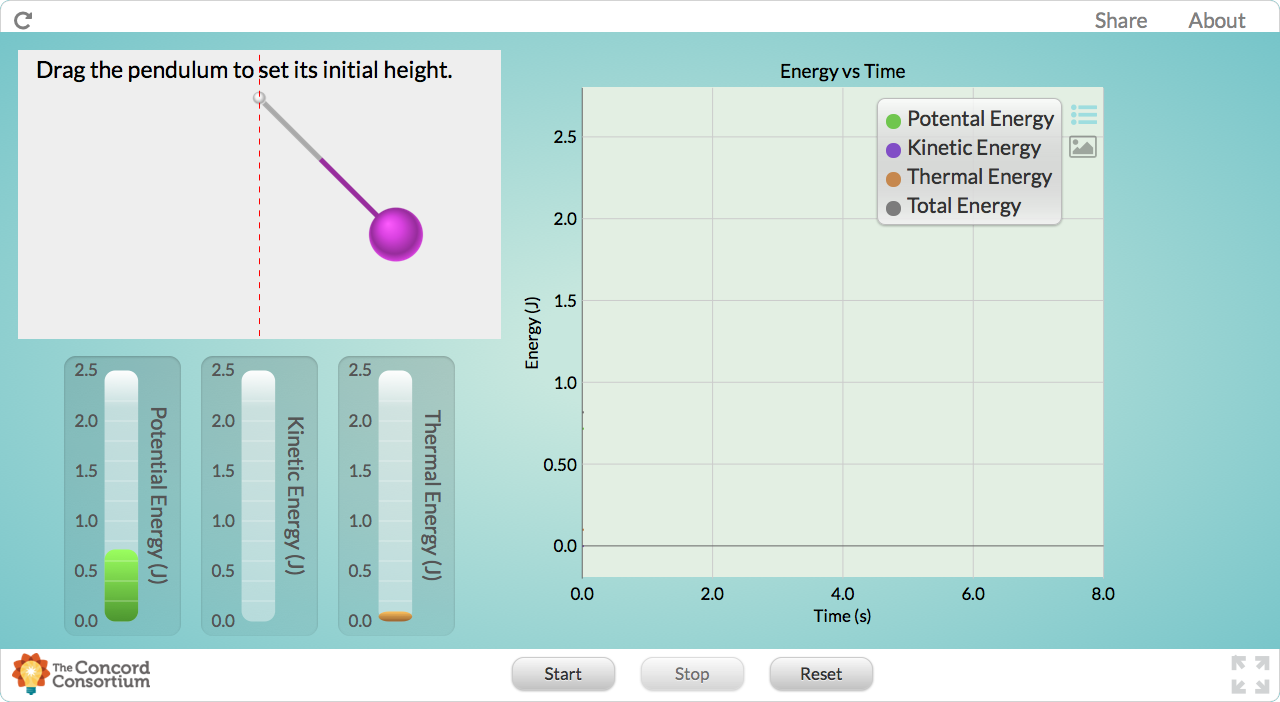 Share About
Drag the pendulum to set its initial height.
2.5
2.0
1.5
1.0
0.5
0.0
Potential Energy (J)
2.5
2.0
1.5
1.0
0.5
0.0
Kinetic Energy (J)
2.5
2.0
1.5
1.0
0.5
0.0
Thermal Energy (J)
Energy vs Time
Potental Energy
Kinetic Energy
Thermal Energy
Total Energy
Energy (J)
2.5
2.0
1.5
1.0
0.50
0.0
0.0 2.0 4.0 6.0 8.0
Time (s)
The Concord
Consortium
Start Stop Reset